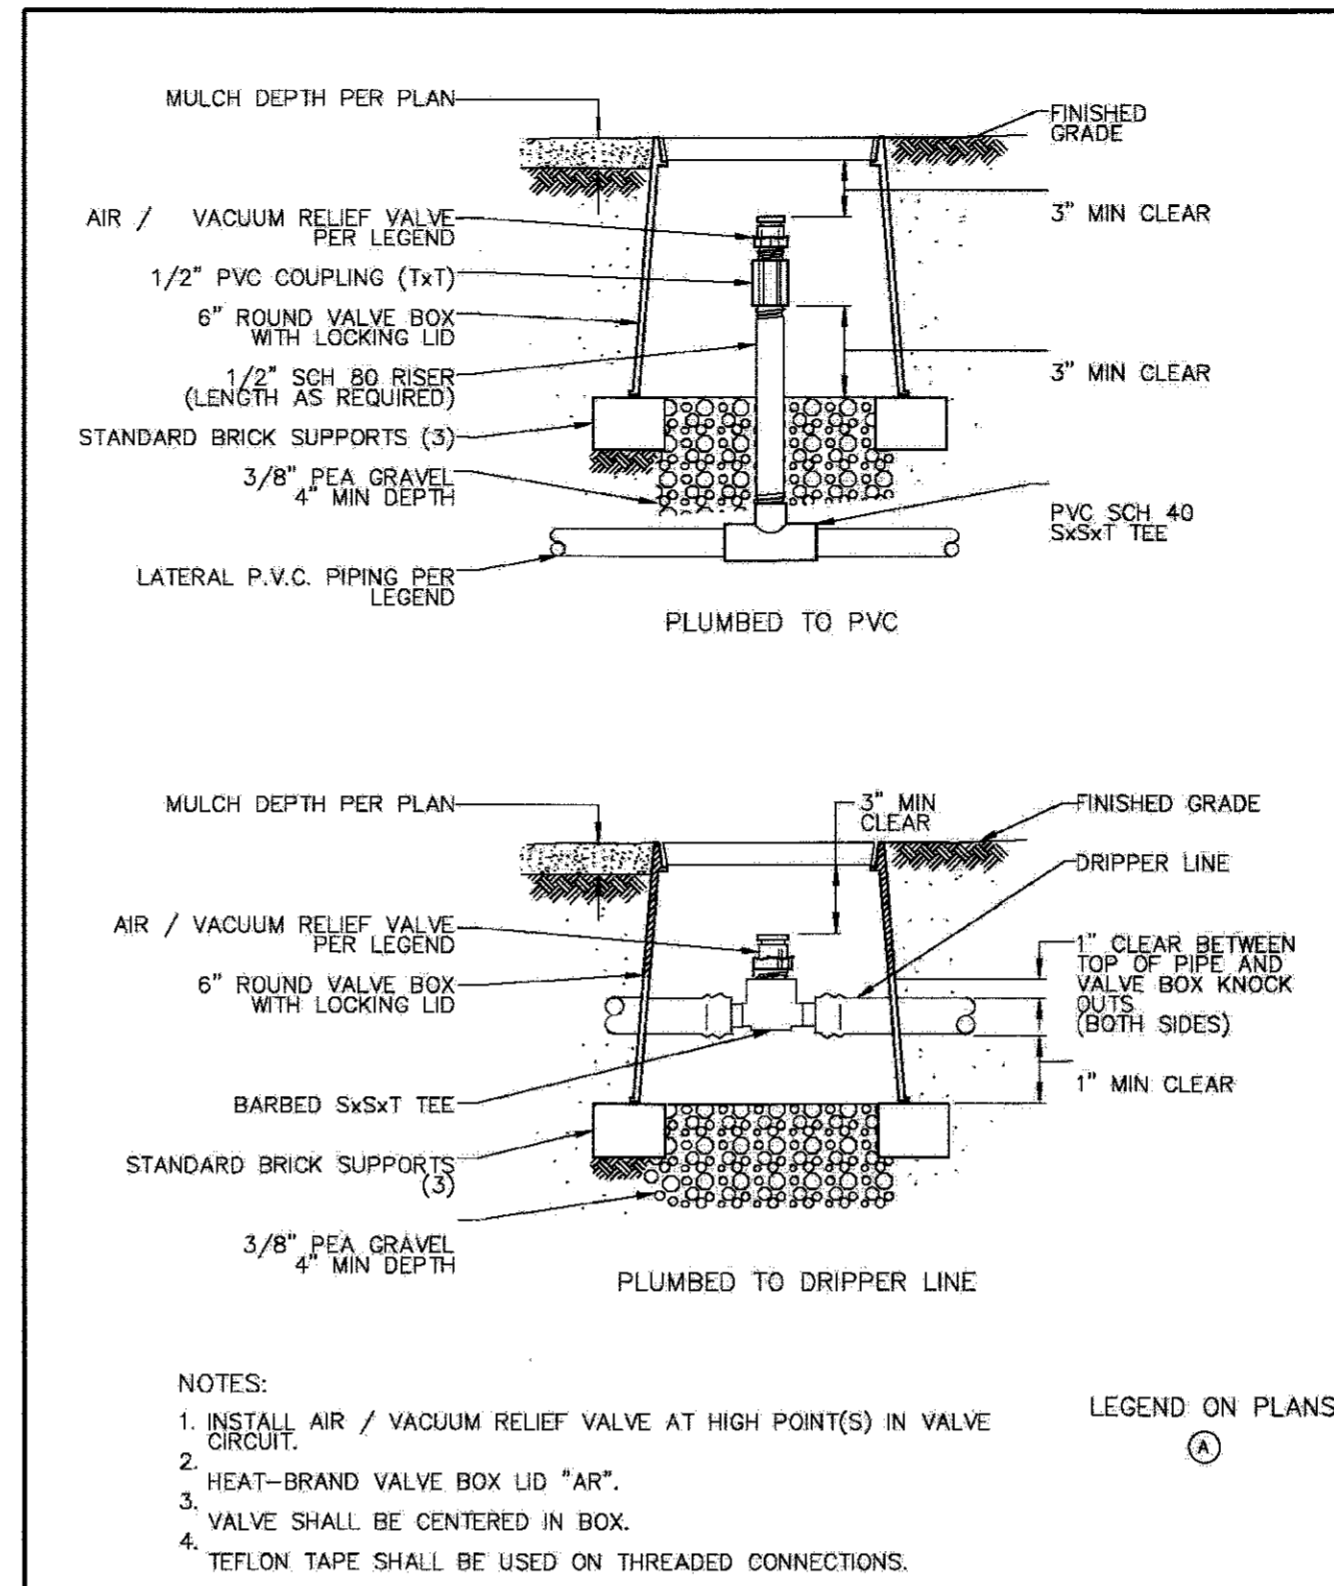 MULCH DEPTH PER PLAN
FINISHED
GRADE
AIR / VACUUM RELIEF VALVE
PER LEGEND
3" MIN CLEAR
1/2" PVC COUPLING (TxT)
6" ROUND VALVE BOX
WITH LOCKING LID
1/2" SCH 80 RISER
(LENGTH AS REQUIRED)
3" MIN CLEAR
STANDARD BRICK SUPPORTS (3)
3/8" PEA GRAVEL
4" MIN DEPTH
PVC SCH 40
SxSxT TEE
LATERAL P.V.C. PIPING PER
LEGEND
PLUMBED TO PVC
MULCH DEPTH PER PLAN
3" MIN
CLEAR
FINISHED GRADE
DRIPPER LINE
AIR / VACUUM RELIEF VALVE
PER LEGEND
6" ROUND VALVE BOX
WITH LOCKING LID
1" CLEAR BETWEEN
TOP OF PIPE AND
VALVE BOX KNOCK
OUTS
(BOTH SIDES)
1" MIN CLEAR
BARBED SxSxT TEE
STANDARD BRICK SUPPORTS
(3)
3/8" PEA GRAVEL
4" MIN DEPTH
PLUMBED TO DRIPPER LINE
NOTES:
1. INSTALL AIR / VACUUM RELIEF VALVE AT HIGH POINT(S) IN VALVE
CIRCUIT.
2. HEAT-BRAND VALVE BOX LID "AR".
3. VALVE SHALL BE CENTERED IN BOX.
4. TEFLON TAPE SHALL BE USED ON THREADED CONNECTIONS.
LEGEND ON PLANS
A